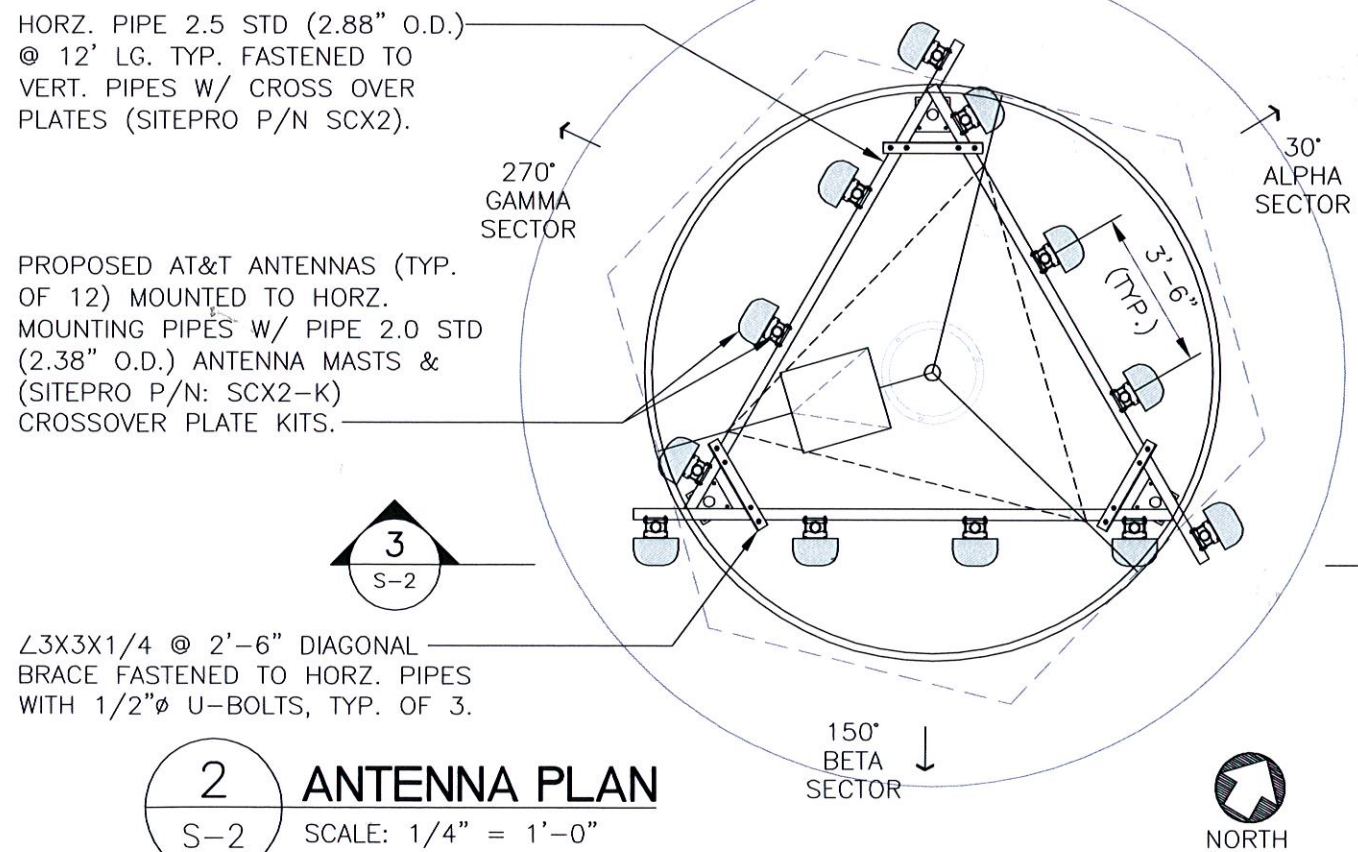 HORZ. PIPE 2.5 STD (2.88" O.D.)
@ 12' LG. TYP. FASTENED TO
VERT. PIPES W/ CROSS OVER
PLATES (SITEPRO P/N SCX2).
270°
GAMMA
SECTOR
30°
ALPHA
SECTOR
3'-6"
(TYP.)
PROPOSED AT&T ANTENNAS (TYP.
OF 12) MOUNTED TO HORZ.
MOUNTING PIPES W/ PIPE 2.0 STD
(2.38" O.D.) ANTENNA MASTS &
(SITEPRO P/N: SCX2-K)
CROSSOVER PLATE KITS.
3
S-2
∠3X3X1/4 @ 2'-6" DIAGONAL
BRACE FASTENED TO HORZ. PIPES
WITH 1/2"ø U-BOLTS, TYP. OF 3.
150°
BETA
SECTOR
2
S-2
ANTENNA PLAN
SCALE: 1/4" = 1'-0"
NORTH